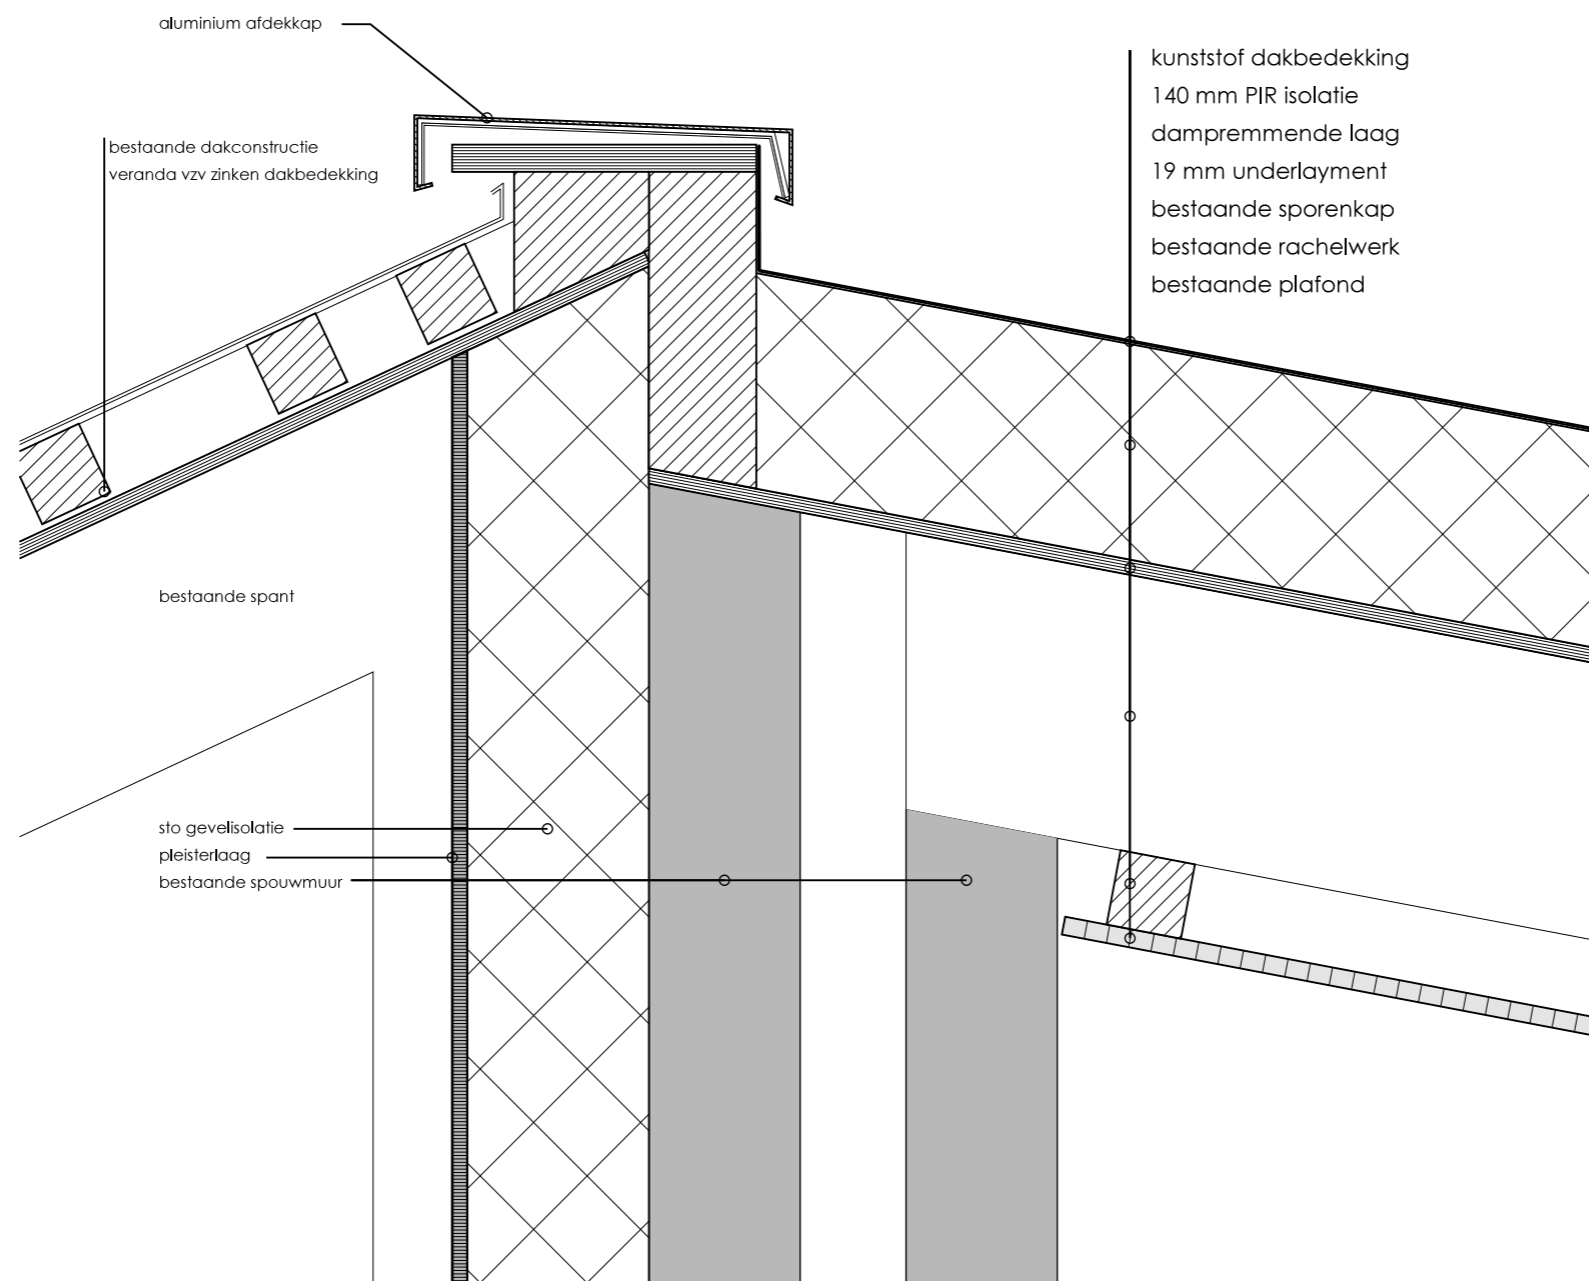 aluminium afdekkap
bestaande dakconstructie
veranda vzv zinken dakbedekking
kunststof dakbedekking
140 mm PIR isolatie
dampremmende laag
19 mm underlayment
bestaande sporenkap
bestaande rachelwerk
bestaande plafond
bestaande spant
sto gevelisolatie
pleisterlaag
bestaande spouwmuur